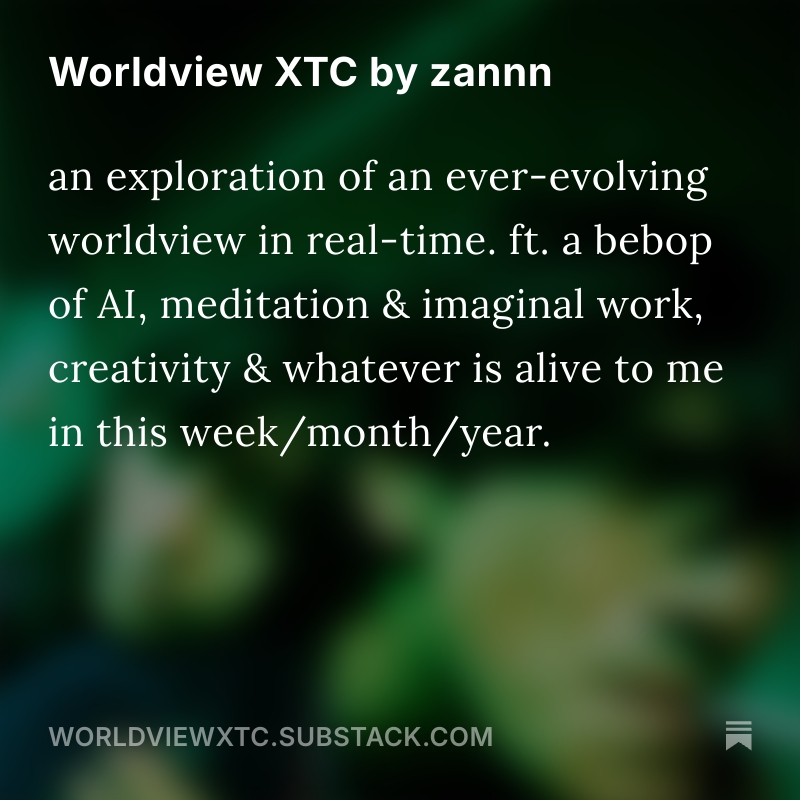 Worldview XTC by zannn
an exploration of an ever-evolving
worldview in real-time. ft. a bebop
of AI, meditation & imaginal work,
creativity & whatever is alive to me
in this week/month/year.
WORLDVIEWXTC.SUBSTACK.COM